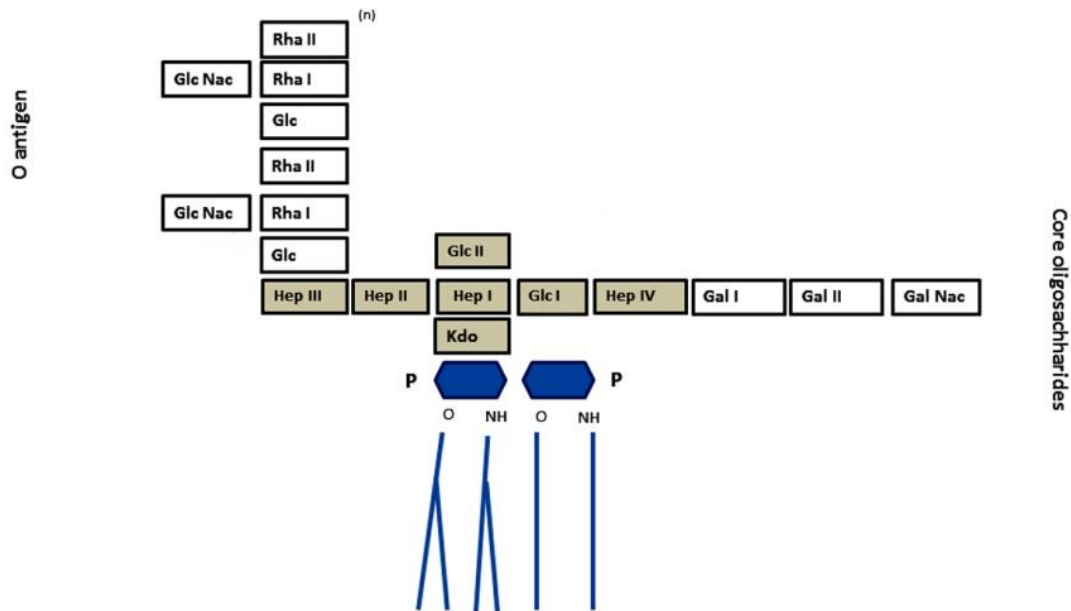 (n)
Rha II
Glc Nac Rha I
Glc
Rha II
Glc Nac Rha I
Glc
Glc II
Hep III Hep II Hep I Glc I Hep IV Gal I Gal II Gal Nac
Kdo
P P
O NH O NH
O antigen
Core oligosachharides